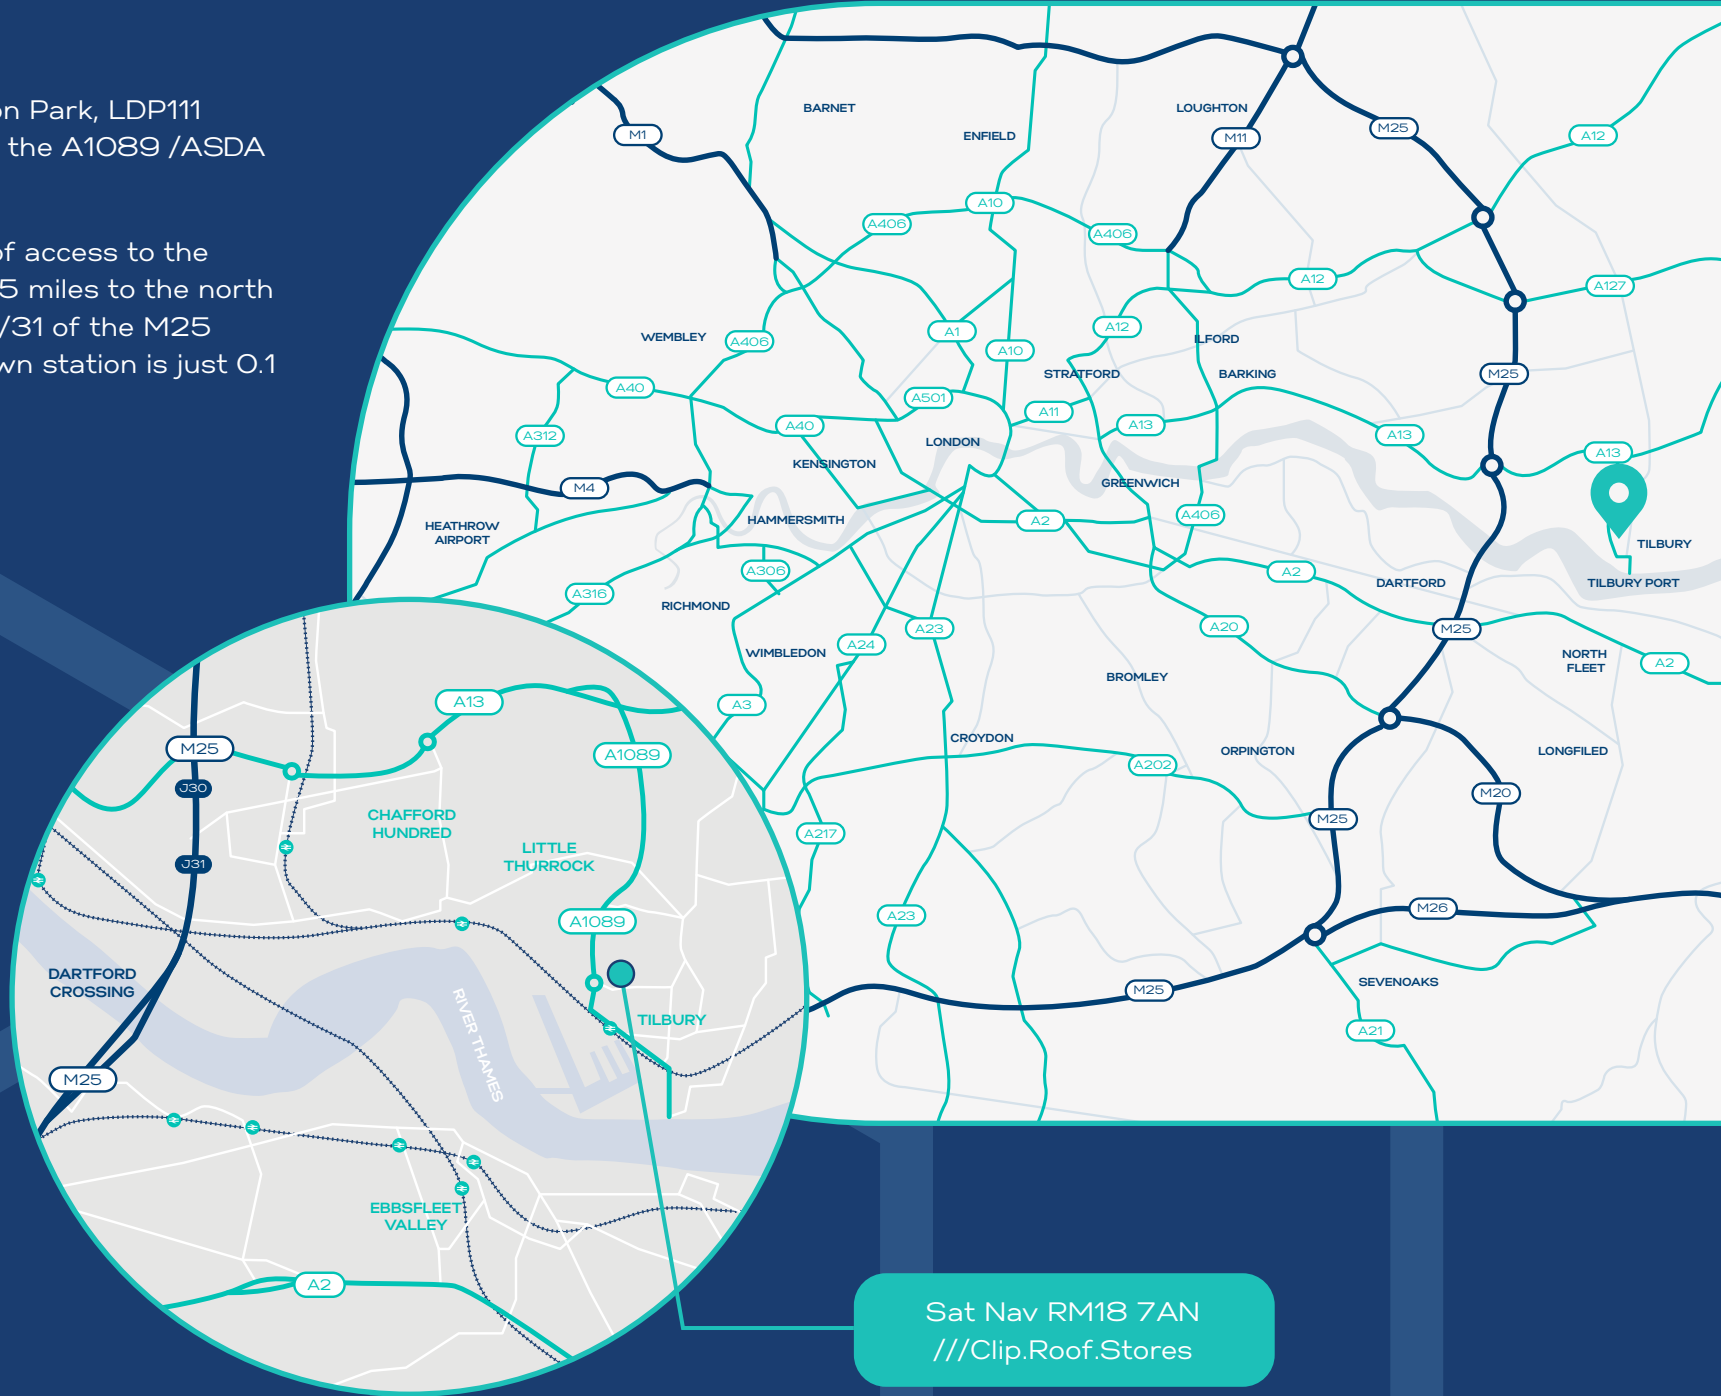 on Park, LDP111
the A1089 /ASDA
of access to the
5 miles to the north
/31 of the M25
wn station is just 0.1
BARNET
LOUGHTON
M1
ENFIELD
M11
M25
A12
A10
A406
A406
A12
A127
WEMBLEY
A406
A1
A12
ILFORD
A10
STRATFORD
BARKING
M25
A40
A501
A11
A312
A40
A13
A13
LONDON
A13
KENSINGTON
M4
GREENWICH
HEATHROW
AIRPORT
HAMMERSMITH
A2
A406
TILBURY
A306
A2
DARTFORD
TILBURY PORT
A316
RICHMOND
A23
A20
M25
A24
WIMBLEDON
NORTH
FLEET
A2
BROMLEY
A3
CROYDON
A202
ORPINGTON
LONGFILED
M20
A217
M25
A23
M26
M25
SEVENOAKS
A21
A13
M25
A1089
J30
CHAFFORD
HUNDRED
LITTLE
THURROCK
J31
A1089
DARTFORD
CROSSING
RIVER THAMES
TILBURY
M25
EBBSFLEET
VALLEY
A2
Sat Nav RM18 7AN
///Clip.Roof.Stores